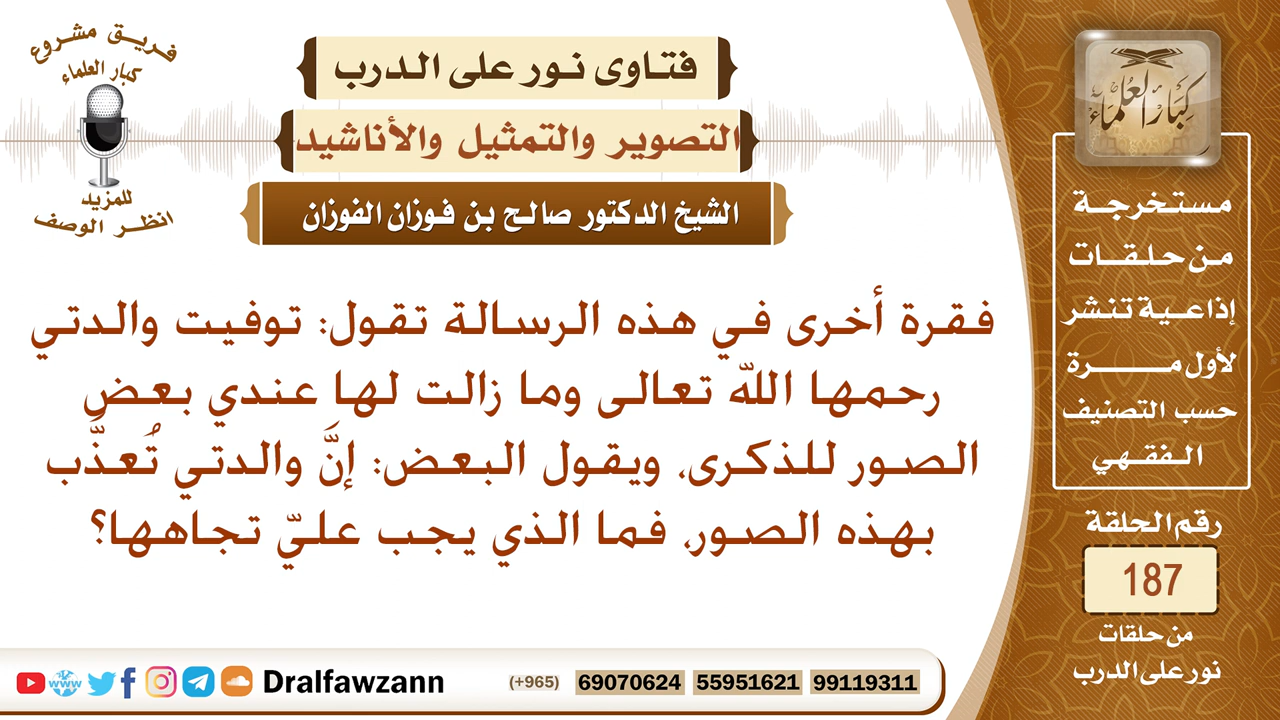 فريق مشروع
كبار العلماء
للمزيد
انظر الوصف
فتاوى نور على الدرب
التصوير والتمثيل والأناشيد
الشيخ الدكتور صالح بن فوزان الفوزان
فقرة أخرى في هذه الرسالة تقول: توفيت والدتي
رحمها الله تعالى وما زالت لها عندي بعض
الصور للذكرى، ويقول البعض: إنَّ والدتي تُعذَّب
بهذه الصور، فما الذي يجب عليّ تجاهها؟
كبار العلماء
مستخرجة
من حلقات
إذاعية تنشر
لأول مرة
حسب التصنيف
الفقهي
رقم الحلقة
187
من حلقات
نور على الدرب
www Dralfawzann (+965) 69070624 55951621 99119311